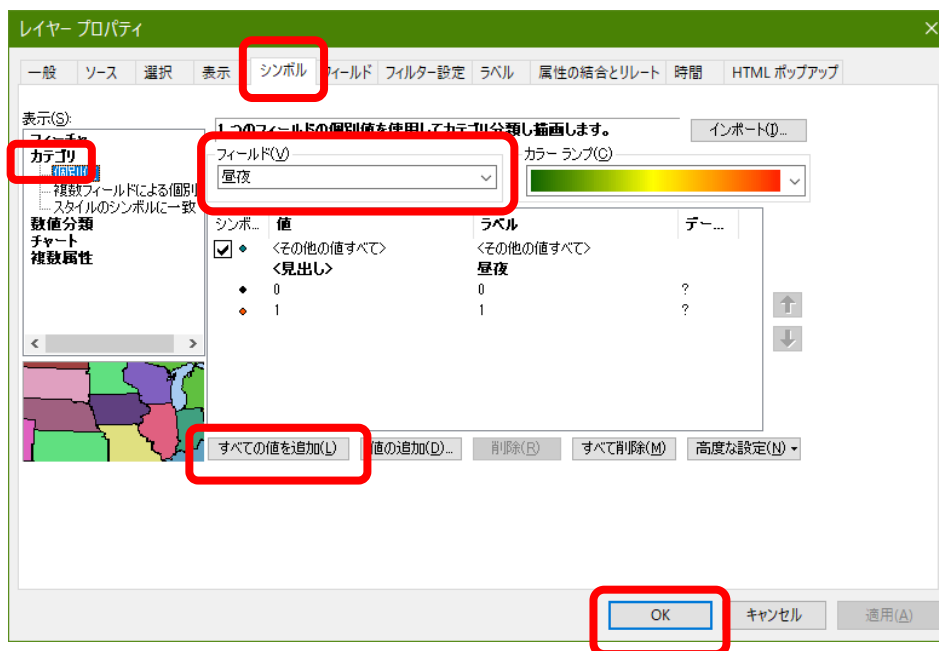 レイヤー プロパティ
一般 ソース 選択 表示 シンボル フィールド フィルター設定 ラベル 属性の結合とリレート 時間 HTML ポップアップ
表示(S):
フィーチャ
カテゴリ
個別値
複数フィールドによる個別
スタイルのシンボルに一致
数値分類
チャート
複数属性
1 つのフィールドの個別値を使用してカテゴリ分類し描画します。
インポート(I)...
フィールド(V)
昼夜
カラー ランプ(C)
シンボ... 値 ラベル デー...
<その他の値すべて> <その他の値すべて>
<見出し> 昼夜
0 0 ?
1 1 ?
すべての値を追加(L) 値の追加(D)... 削除(R) すべて削除(M) 高度な設定(N)
OK キャンセル 適用(A)